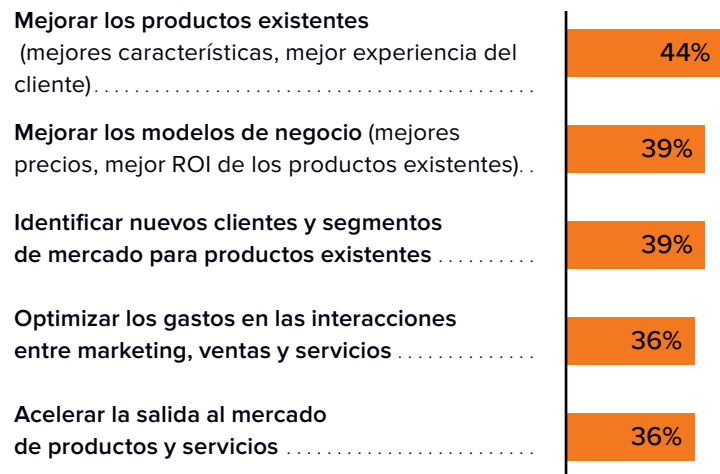 Mejorar los productos existentes
(mejores características, mejor experiencia del
cliente)............................................ 44%
Mejorar los modelos de negocio (mejores
precios, mejor ROI de los productos existentes). . 39%
Identificar nuevos clientes y segmentos
de mercado para productos existentes .......... 39%
Optimizar los gastos en las interacciones
entre marketing, ventas y servicios .............. 36%
Acelerar la salida al mercado
de productos y servicios ......................... 36%